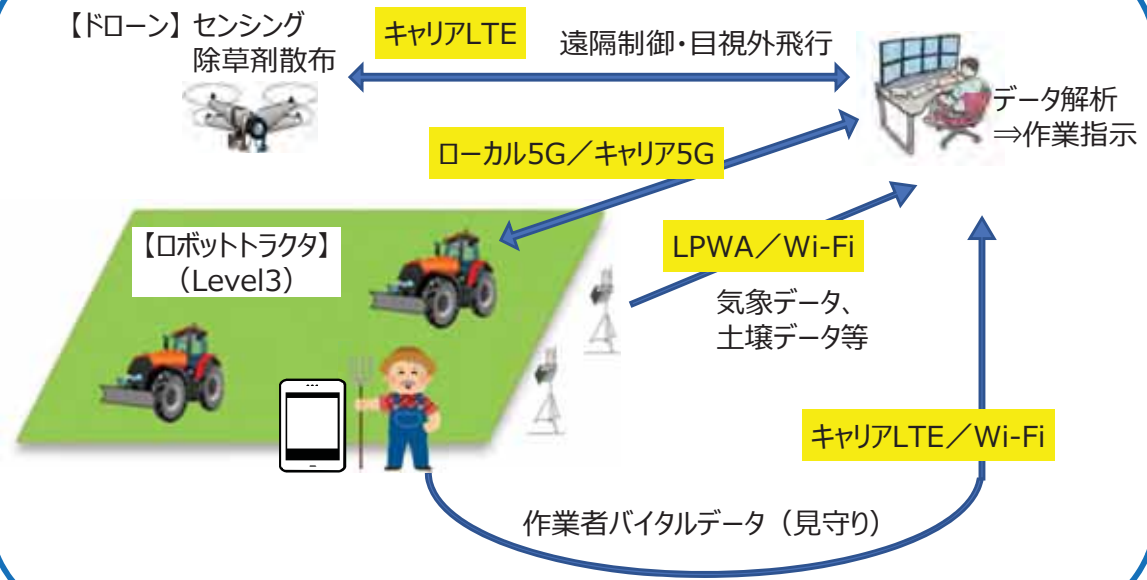 【ドローン】 センシング
除草剤散布
キャリアLTE
遠隔制御・目視外飛行
データ解析
⇒作業指示
ローカル5G／キャリア5G
【ロボットトラクタ】
（Level3）
LPWA／Wi-Fi
気象データ、
土壌データ等
キャリアLTE／Wi-Fi
作業者バイタルデータ（見守り）